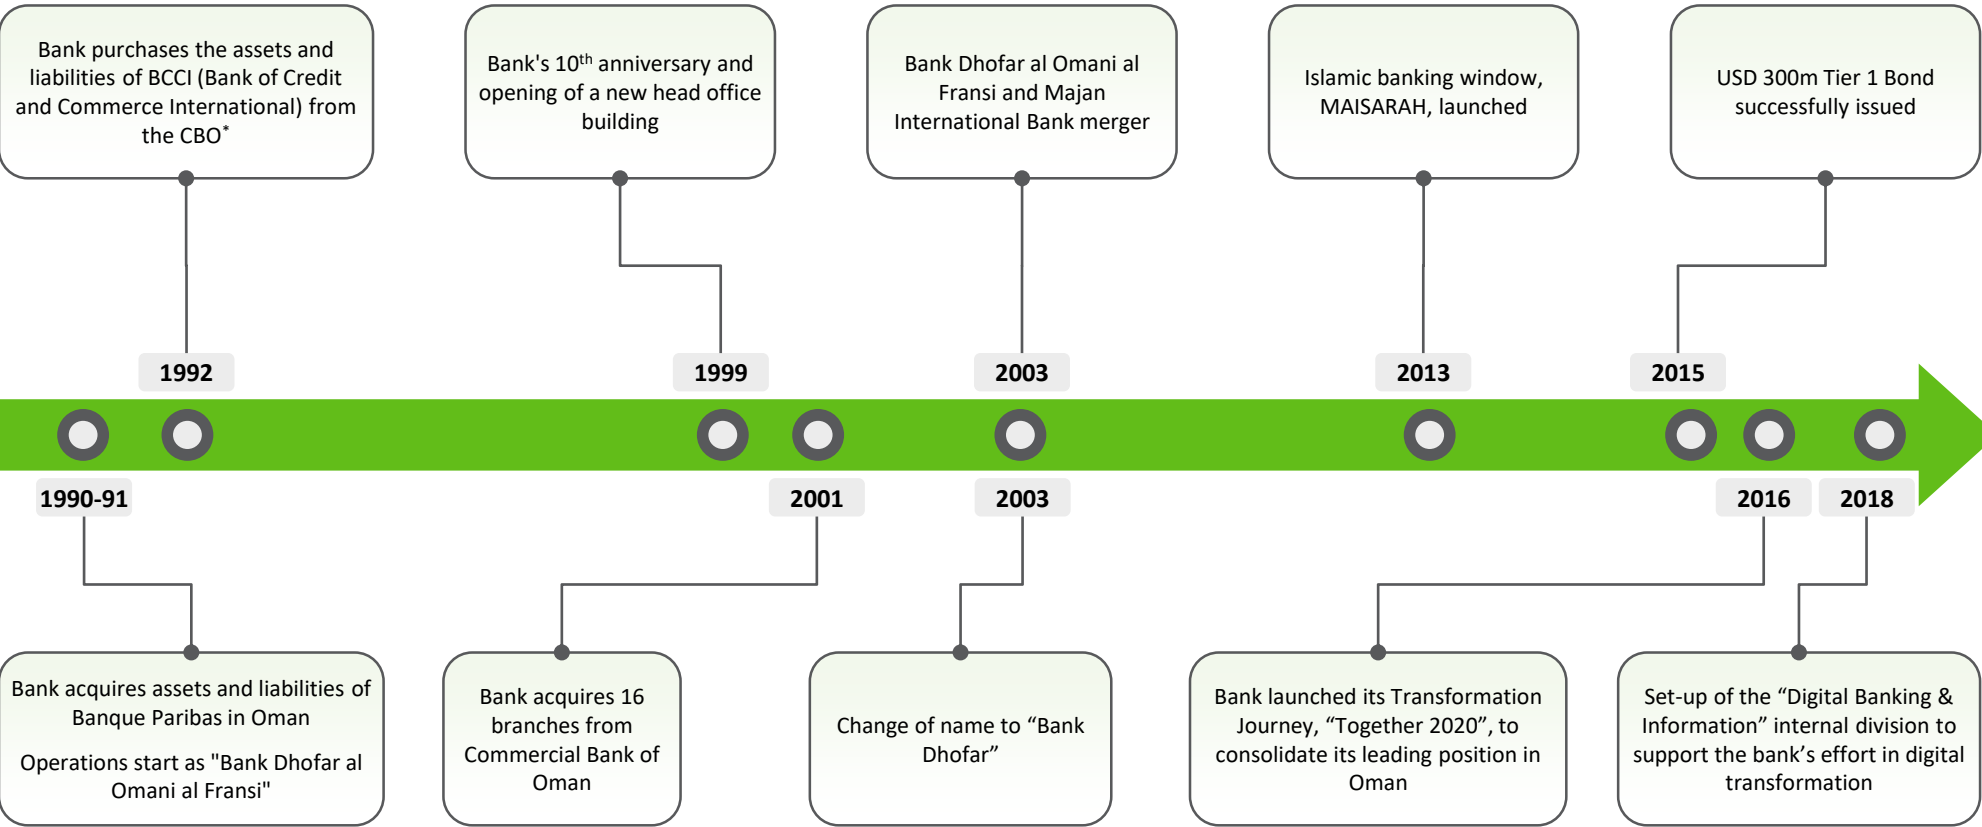 Bank purchases the assets and
liabilities of BCCI (Bank of Credit
and Commerce International) from
the CBO*
Bank's 10th anniversary and
opening of a new head office
building
Bank Dhofar al Omani al
Fransi and Majan
International Bank merger
Islamic banking window,
MAISARAH, launched
USD 300m Tier 1 Bond
successfully issued
1992
1999
2003
2013
2015
1990-91
2001
2003
2016
2018
Bank acquires assets and liabilities of
Banque Paribas in Oman
Operations start as "Bank Dhofar al
Omani al Fransi"
Bank acquires 16
branches from
Commercial Bank of
Oman
Change of name to “Bank
Dhofar”
Bank launched its Transformation
Journey, “Together 2020”, to
consolidate its leading position in
Oman
Set-up of the “Digital Banking &
Information” internal division to
support the bank’s effort in digital
transformation